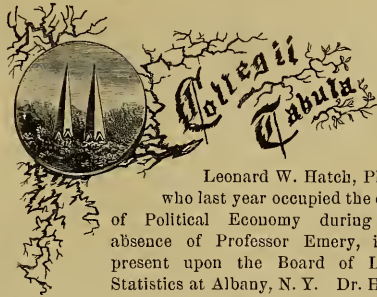 Collegii
Tabula
Leonard W. Hatch,
who last year occupied the
of Political Economy during
absence of Professor Emery,
present upon the Board of
Statistics at Albany, N. Y. Dr.